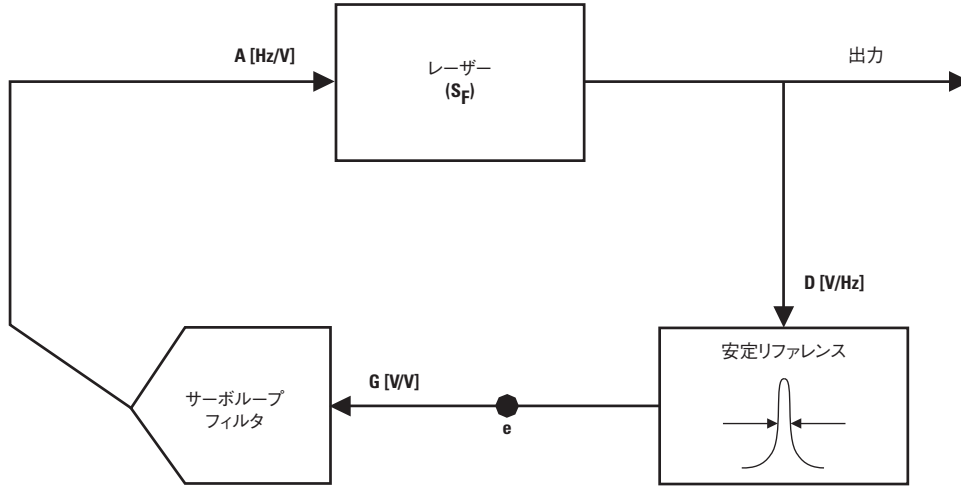 A [Hz/V]
レーザー
(SF)
出力
D [V/Hz]
安定リファレンス
G [V/V]
サーボループ
フィルタ
e